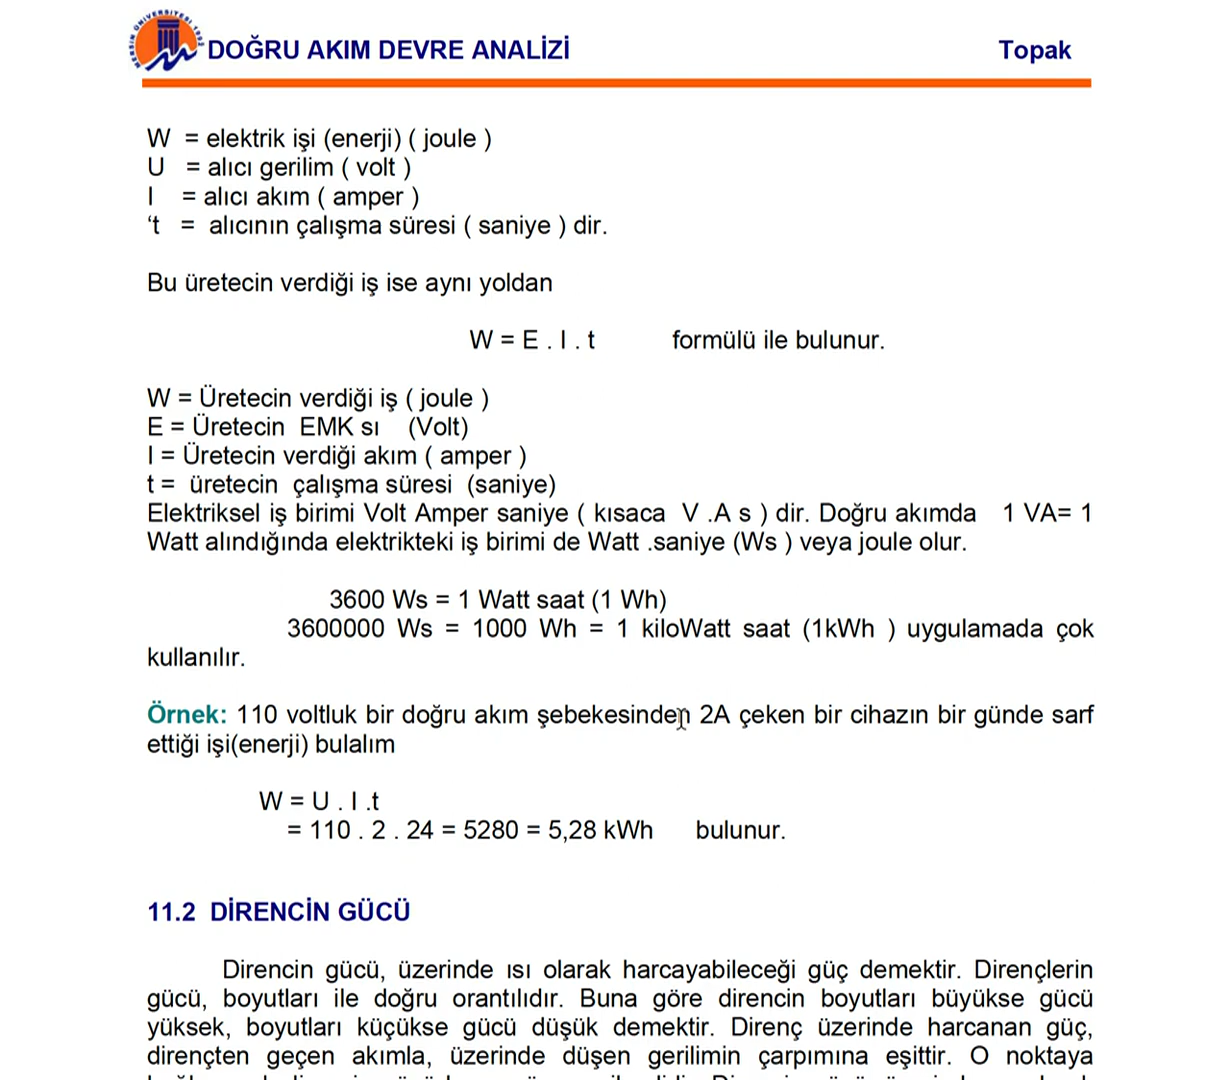 MERSİN ÜNİVERSİTESİ 1992
DOĞRU AKIM DEVRE ANALİZİ Topak
W = elektrik işi (enerji) ( joule )
U = alıcı gerilim ( volt )
I = alıcı akım ( amper )
‘t = alıcının çalışma süresi ( saniye ) dir.
Bu üretecin verdiği iş ise aynı yoldan
W = E . I . t formülü ile bulunur.
W = Üretecin verdiği iş ( joule )
E = Üretecin EMK sı (Volt)
I = Üretecin verdiği akım ( amper )
t = üretecin çalışma süresi (saniye)
Elektriksel iş birimi Volt Amper saniye ( kısaca V .A s ) dir. Doğru akımda 1 VA= 1
Watt alındığında elektrikteki iş birimi de Watt .saniye (Ws ) veya joule olur.
3600 Ws = 1 Watt saat (1 Wh)
3600000 Ws = 1000 Wh = 1 kiloWatt saat (1kWh ) uygulamada çok
kullanılır.
Örnek: 110 voltluk bir doğru akım şebekesinden 2A çeken bir cihazın bir günde sarf
ettiği işi(enerji) bulalım
W = U . I .t
= 110 . 2 . 24 = 5280 = 5,28 kWh bulunur.
11.2 DİRENCİN GÜCÜ
Direncin gücü, üzerinde ısı olarak harcayabileceği güç demektir. Dirençlerin
gücü, boyutları ile doğru orantılıdır. Buna göre direncin boyutları büyükse gücü
yüksek, boyutları küçükse gücü düşük demektir. Direnç üzerinde harcanan güç,
dirençten geçen akımla, üzerinde düşen gerilimin çarpımına eşittir. O noktaya